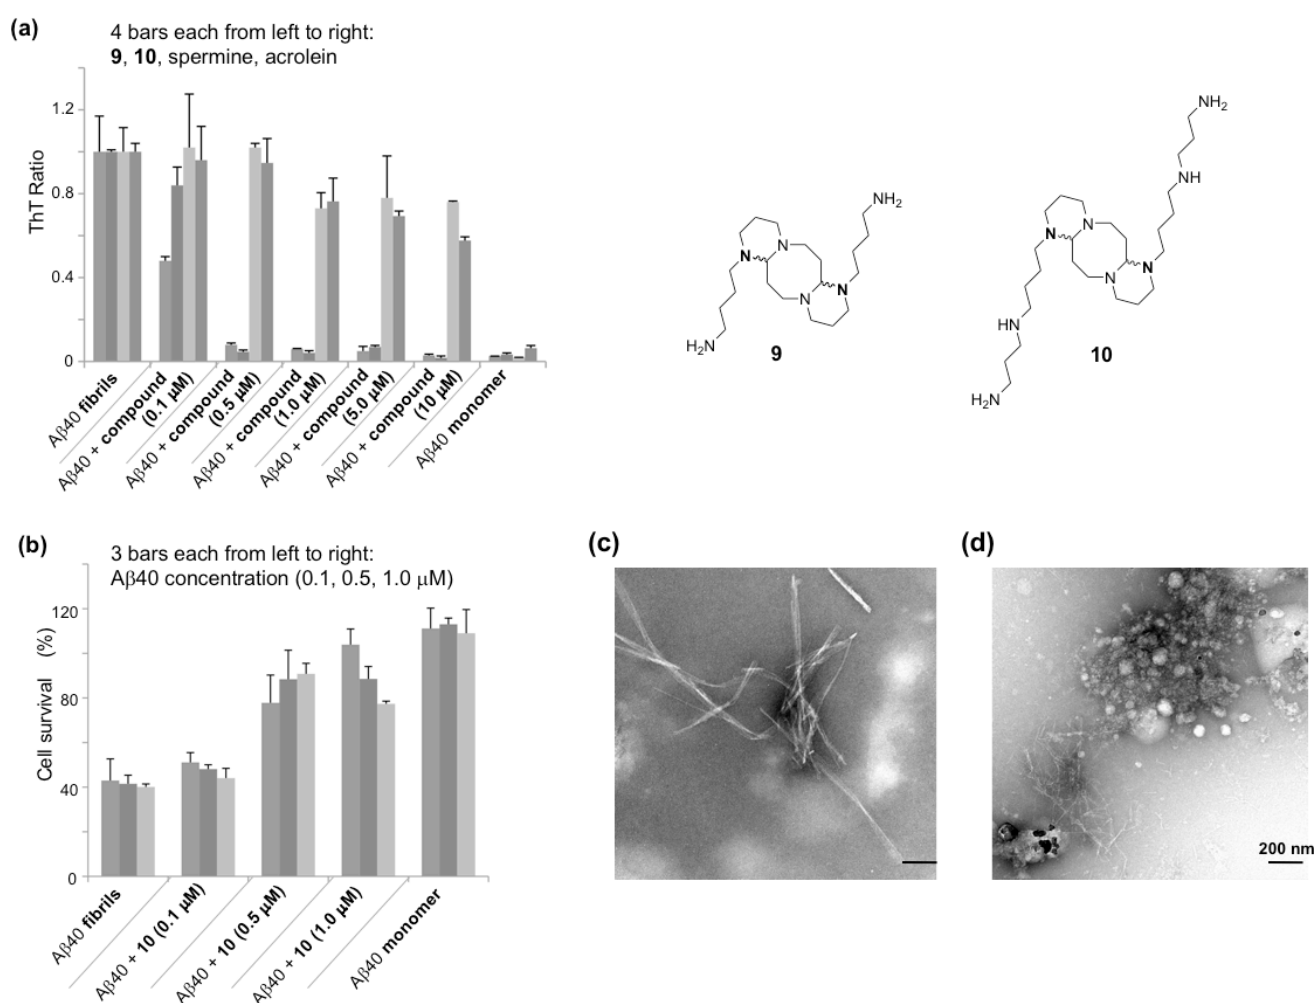 (a)
4 bars each from left to right:
9, 10, spermine, acrolein
ThT Ratio
1.2
0.8
0.4
0
Aβ40 fibrils
Aβ40 + compound
(0.1 μM)
Aβ40 + compound
(0.5 μM)
Aβ40 + compound
(1.0 μM)
Aβ40 + compound
(5.0 μM)
Aβ40 + compound
(10 μM)
Aβ40 monomer
NH2
N
N
N
N
H2N
9
NH2
NH
N
N
N
N
HN
H2N
10
(b)
3 bars each from left to right:
Aβ40 concentration (0.1, 0.5, 1.0 μM)
Cell survival (%)
120
80
40
0
Aβ40 fibrils
Aβ40 + 10 (0.1 μM)
Aβ40 + 10 (0.5 μM)
Aβ40 + 10 (1.0 μM)
Aβ40 monomer
(c)
(d)
200 nm